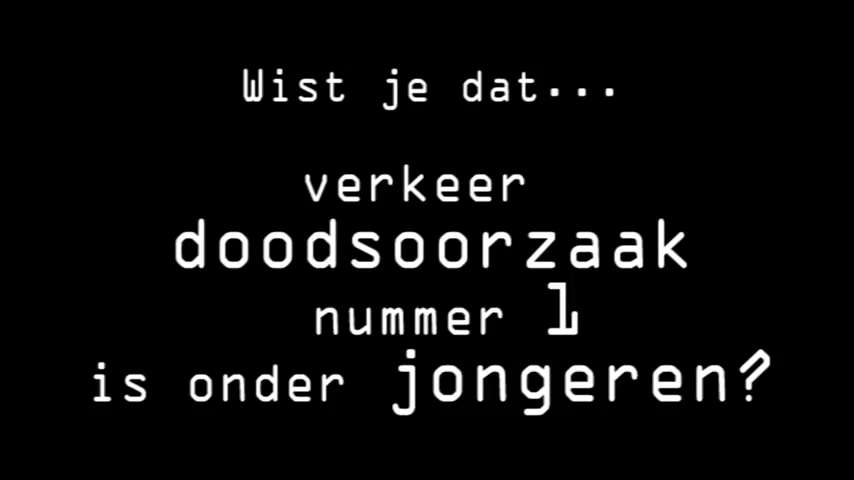 Wist je dat...
verkeer
doodsoorzaak
nummer 1
is onder jongeren?